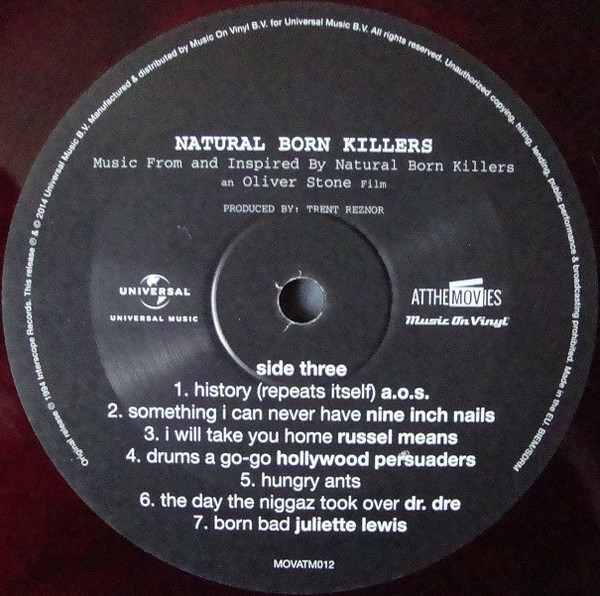 Original release ℗ 1994 Interscope Records. This release ℗ & © 2014 Universal Music B.V. Manufactured & distributed by Music On Vinyl B.V. for Universal Music B.V. All rights reserved. Unauthorized copying, hiring, lending, public performance & broadcasting prohibited. Made in the EU. BIEM/SDRM
NATURAL BORN KILLERS
Music From and Inspired By Natural Born Killers
an Oliver Stone Film
PRODUCED BY: TRENT REZNOR
UNIVERSAL
UNIVERSAL MUSIC
ATTHEMOVIES
Music On Vinyl
side three
1. history (repeats itself) a.o.s.
2. something i can never have nine inch nails
3. i will take you home russel means
4. drums a go-go hollywood persuaders
5. hungry ants
6. the day the niggaz took over dr. dre
7. born bad juliette lewis
MOVATM012